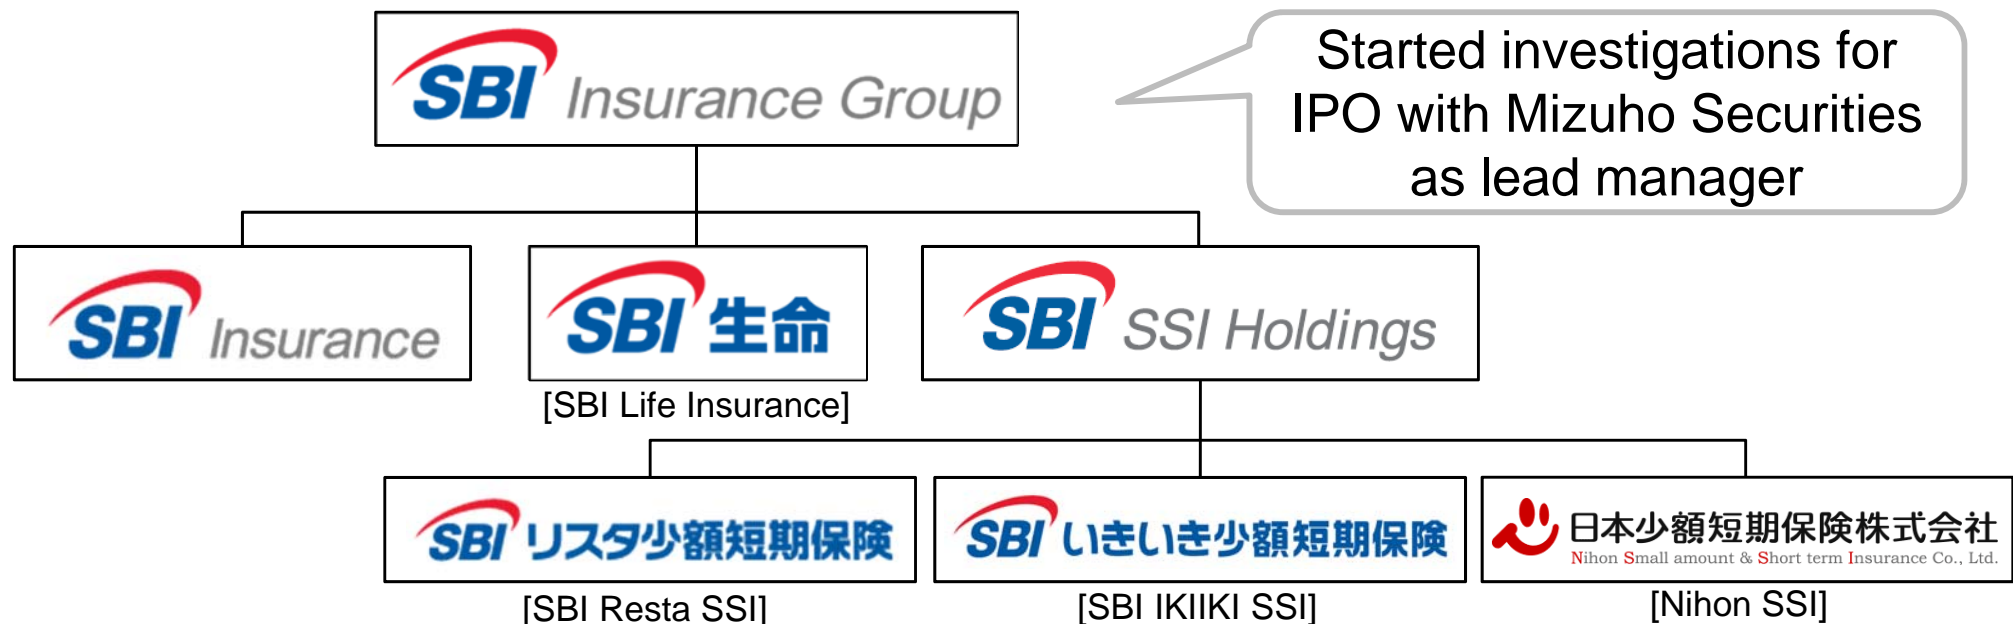 SBI Insurance Group
Started investigations for
IPO with Mizuho Securities
as lead manager
SBI Insurance
SBI 生命
SBI SSI Holdings
[SBI Life Insurance]
SBI リスタ少額短期保険
SBI いきいき少額短期保険
日本少額短期保険株式会社
Nihon Small amount & Short term Insurance Co., Ltd.
[SBI Resta SSI]
[SBI IKIIKI SSI]
[Nihon SSI]